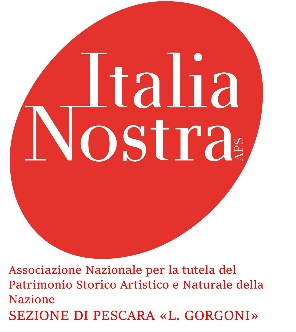 Italia
Nostra APS
Associazione Nazionale per la tutela del
Patrimonio Storico Artistico e Naturale della
Nazione
SEZIONE DI PESCARA «L. GORGONI»